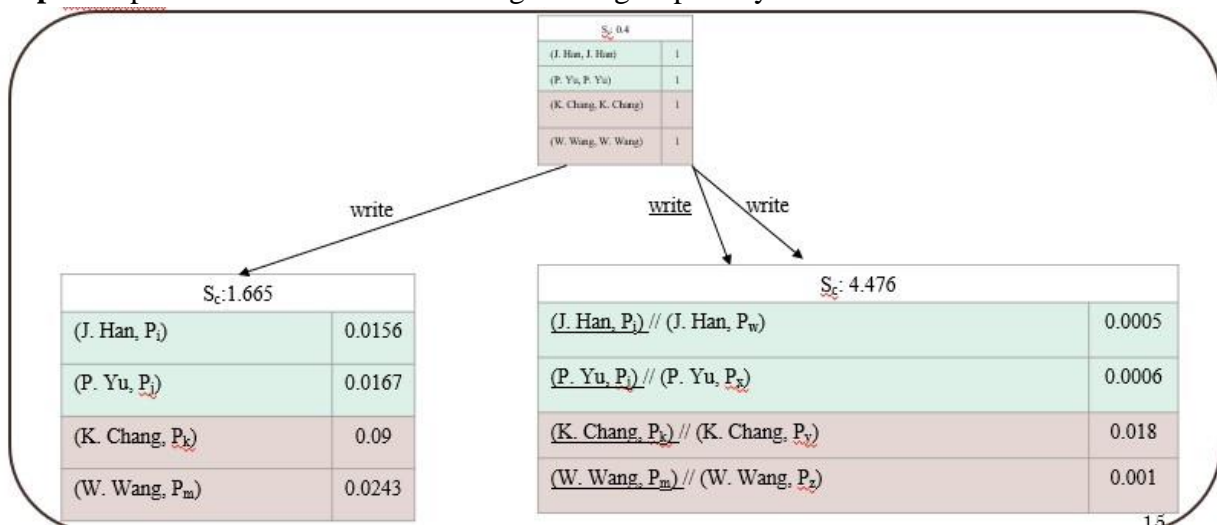 Sc: 0.4
(J. Han, J. Han) 1
(P. Yu, P. Yu) 1
(K. Chang, K. Chang) 1
(W. Wang, W. Wang) 1
write write write
Sc:1.665
(J. Han, Pi) 0.0156
(P. Yu, Pj) 0.0167
(K. Chang, Pk) 0.09
(W. Wang, Pm) 0.0243
Sc: 4.476
(J. Han, Pi) // (J. Han, Pw) 0.0005
(P. Yu, Pj) // (P. Yu, Px) 0.0006
(K. Chang, Pk) // (K. Chang, Py) 0.018
(W. Wang, Pm) // (W. Wang, Pz) 0.001
15